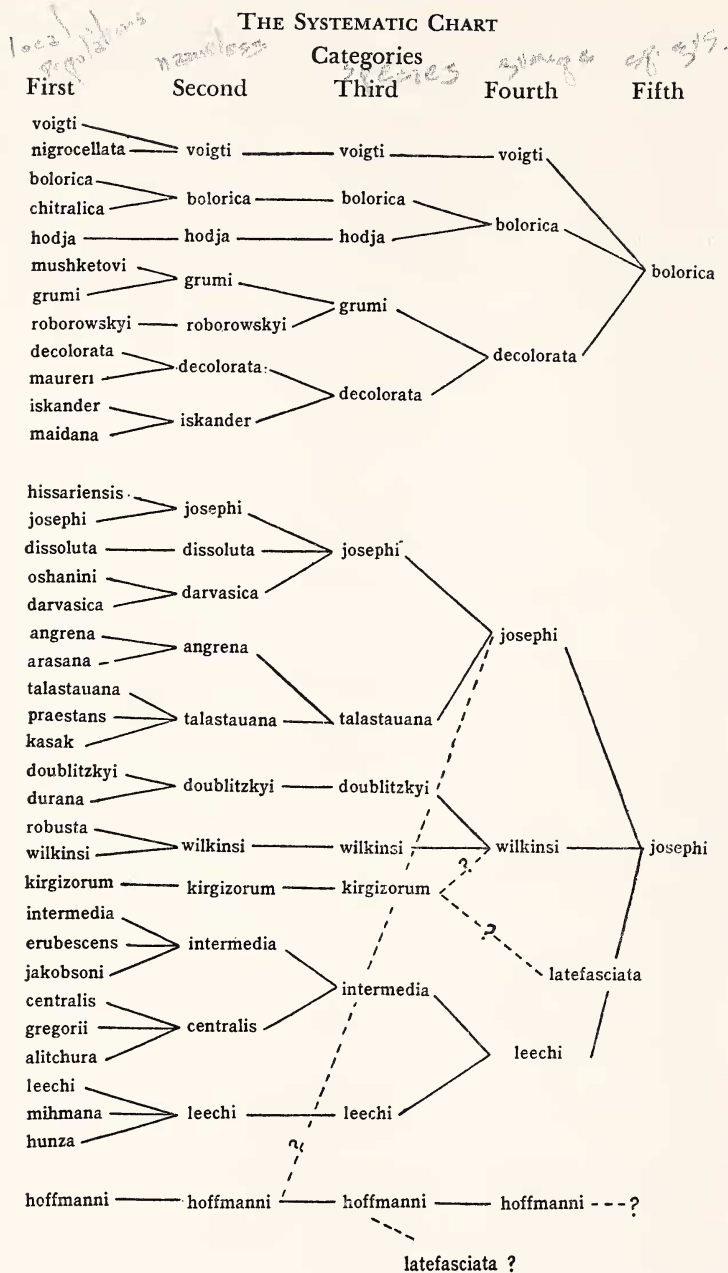 THE SYSTEMATIC CHART
local populations nameless species
Categories
First Second Third Fourth Fifth
voigti
nigrocellata voigti voigti voigti
bolorica
chitralica
bolorica bolorica
bolorica
hodja hodja hodja
mushketovi
grumi
grumi
bolorica
grumi
roborowskyi roborowskyi
decolorata
decolorata
maureri
decolorata
decolorata
iskander
iskander
maidana
hissariensis
josephi
josephi
dissoluta dissoluta josephi
oshanini
darvasica
darvasica
angrena
angrena
josephi
arasana
talastauana
praestans talastauana talastauana
kasak
doublitzkyi
doublitzkyi doublitzkyi
durana
robusta
wilkinsi wilkinsi wilkinsi josephi
wilkinsi
?
kirgizorum kirgizorum kirgizorum
intermedia
erubescens intermedia
?
jakobsoni
latefasciata
intermedia
centralis
gregorii centralis
alitchura
leechi
leechi
mihmana leechi leechi
hunza
?
hoffmanni hoffmanni hoffmanni hoffmanni ?
latefasciata ?